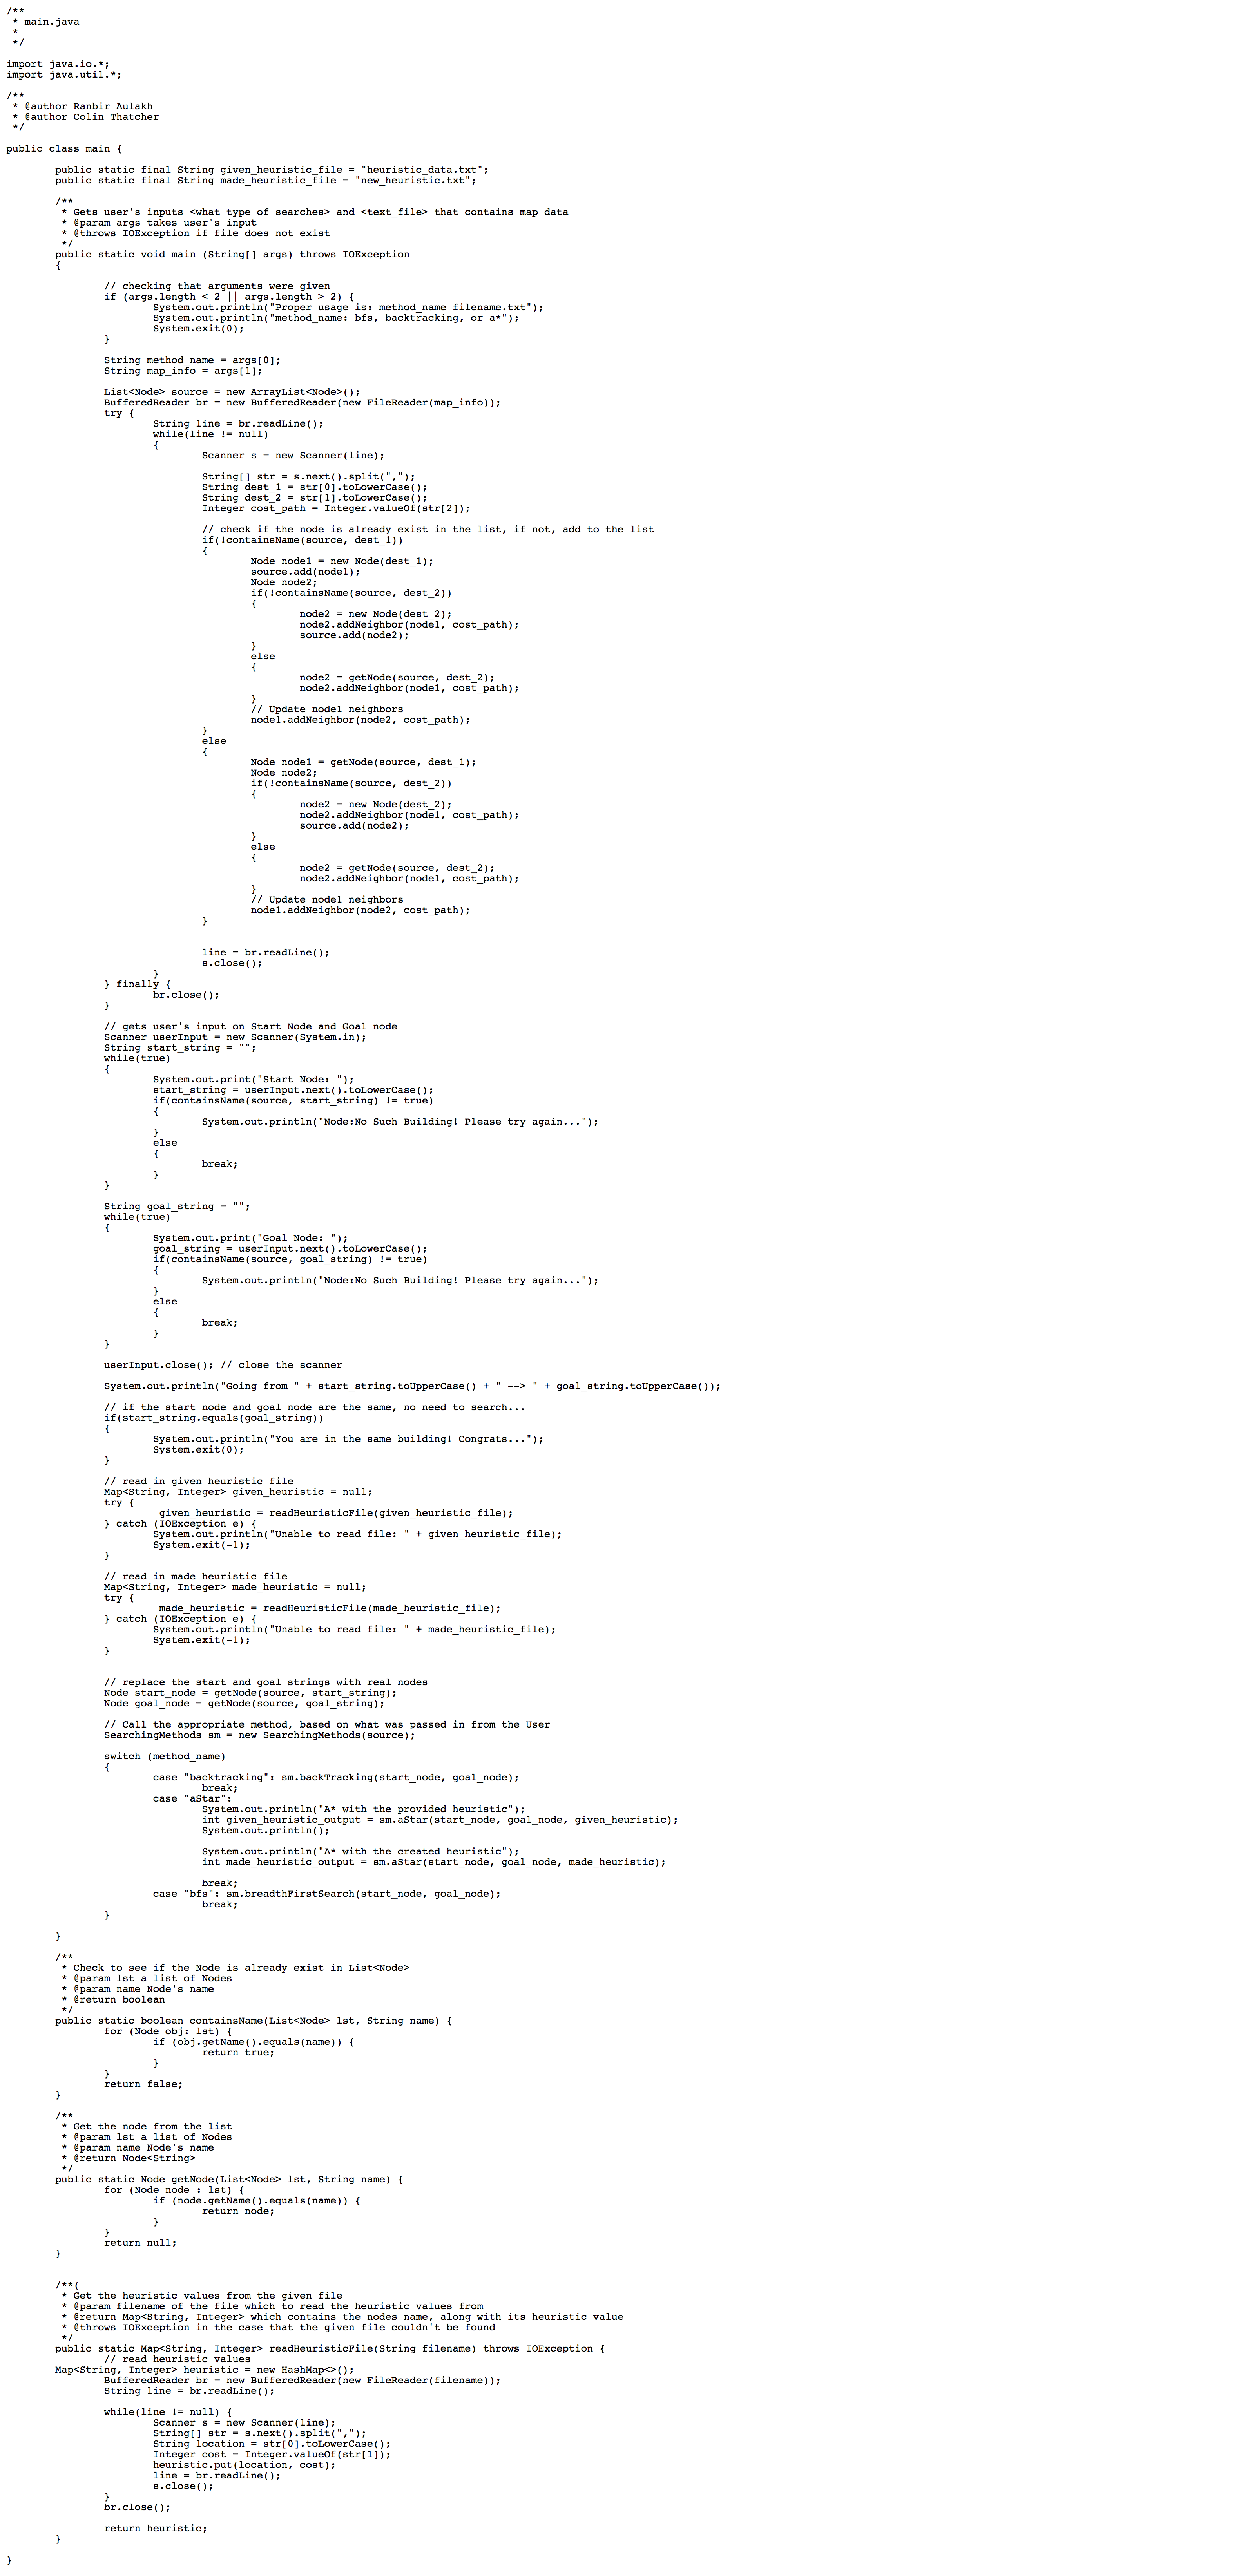 /**
 * main.java
 *
 */

import java.io.*;
import java.util.*;

/**
 * @author Ranbir Aulakh
 * @author Colin Thatcher
 */

public class main {

        public static final String given_heuristic_file = "heuristic_data.txt";
        public static final String made_heuristic_file = "new_heuristic.txt";

        /**
         * Gets user's inputs <what type of searches> and <text_file> that contains map data
         * @param args takes user's input
         * @throws IOException if file does not exist
         */
        public static void main (String[] args) throws IOException
        {

                // checking that arguments were given
                if (args.length < 2 || args.length > 2) {
                        System.out.println("Proper usage is: method_name filename.txt");
                        System.out.println("method_name: bfs, backtracking, or a*");
                        System.exit(0);
                }

                String method_name = args[0];
                String map_info = args[1];

                List<Node> source = new ArrayList<Node>();
                BufferedReader br = new BufferedReader(new FileReader(map_info));
                try {
                        String line = br.readLine();
                        while(line != null)
                        {
                                Scanner s = new Scanner(line);

                                String[] str = s.next().split(",");
                                String dest_1 = str[0].toLowerCase();
                                String dest_2 = str[1].toLowerCase();
                                Integer cost_path = Integer.valueOf(str[2]);

                                // check if the node is already exist in the list, if not, add to the list
                                if(!containsName(source, dest_1))
                                {
                                        Node node1 = new Node(dest_1);
                                        source.add(node1);
                                        Node node2;
                                        if(!containsName(source, dest_2))
                                        {
                                                node2 = new Node(dest_2);
                                                node2.addNeighbor(node1, cost_path);
                                                source.add(node2);
                                        }
                                        else
                                        {
                                                node2 = getNode(source, dest_2);
                                                node2.addNeighbor(node1, cost_path);
                                        }
                                        // Update node1 neighbors
                                        node1.addNeighbor(node2, cost_path);
                                }
                                else
                                {
                                        Node node1 = getNode(source, dest_1);
                                        Node node2;
                                        if(!containsName(source, dest_2))
                                        {
                                                node2 = new Node(dest_2);
                                                node2.addNeighbor(node1, cost_path);
                                                source.add(node2);
                                        }
                                        else
                                        {
                                                node2 = getNode(source, dest_2);
                                                node2.addNeighbor(node1, cost_path);
                                        }
                                        // Update node1 neighbors
                                        node1.addNeighbor(node2, cost_path);
                                }


                                line = br.readLine();
                                s.close();
                        }
                } finally {
                        br.close();
                }

                // gets user's input on Start Node and Goal node
                Scanner userInput = new Scanner(System.in);
                String start_string = "";
                while(true)
                {
                        System.out.print("Start Node: ");
                        start_string = userInput.next().toLowerCase();
                        if(containsName(source, start_string) != true)
                        {
                                System.out.println("Node:No Such Building! Please try again...");
                        }
                        else
                        {
                                break;
                        }
                }

                String goal_string = "";
                while(true)
                {
                        System.out.print("Goal Node: ");
                        goal_string = userInput.next().toLowerCase();
                        if(containsName(source, goal_string) != true)
                        {
                                System.out.println("Node:No Such Building! Please try again...");
                        }
                        else
                        {
                                break;
                        }
                }

                userInput.close(); // close the scanner

                System.out.println("Going from " + start_string.toUpperCase() + " --> " + goal_string.toUpperCase());

                // if the start node and goal node are the same, no need to search...
                if(start_string.equals(goal_string))
                {
                        System.out.println("You are in the same building! Congrats...");
                        System.exit(0);
                }

                // read in given heuristic file
                Map<String, Integer> given_heuristic = null;
                try {
                         given_heuristic = readHeuristicFile(given_heuristic_file);
                } catch (IOException e) {
                        System.out.println("Unable to read file: " + given_heuristic_file);
                        System.exit(-1);
                }

                // read in made heuristic file
                Map<String, Integer> made_heuristic = null;
                try {
                         made_heuristic = readHeuristicFile(made_heuristic_file);
                } catch (IOException e) {
                        System.out.println("Unable to read file: " + made_heuristic_file);
                        System.exit(-1);
                }


                // replace the start and goal strings with real nodes
                Node start_node = getNode(source, start_string);
                Node goal_node = getNode(source, goal_string);

                // Call the appropriate method, based on what was passed in from the User
                SearchingMethods sm = new SearchingMethods(source);

                switch (method_name)
                {
                        case "backtracking": sm.backTracking(start_node, goal_node);
                                break;
                        case "aStar":
                                System.out.println("A* with the provided heuristic");
                                int given_heuristic_output = sm.aStar(start_node, goal_node, given_heuristic);
                                System.out.println();

                                System.out.println("A* with the created heuristic");
                                int made_heuristic_output = sm.aStar(start_node, goal_node, made_heuristic);

                                break;
                        case "bfs": sm.breadthFirstSearch(start_node, goal_node);
                                break;
                }

        }

        /**
         * Check to see if the Node is already exist in List<Node>
         * @param lst a list of Nodes
         * @param name Node's name
         * @return boolean
         */
        public static boolean containsName(List<Node> lst, String name) {
                for (Node obj: lst) {
                        if (obj.getName().equals(name)) {
                                return true;
                        }
                }
                return false;
        }

        /**
         * Get the node from the list
         * @param lst a list of Nodes
         * @param name Node's name
         * @return Node<String>
         */
        public static Node getNode(List<Node> lst, String name) {
                for (Node node : lst) {
                        if (node.getName().equals(name)) {
                                return node;
                        }
                }
                return null;
        }


        /**(
         * Get the heuristic values from the given file
         * @param filename of the file which to read the heuristic values from
         * @return Map<String, Integer> which contains the nodes name, along with its heuristic value
         * @throws IOException in the case that the given file couldn't be found
         */
        public static Map<String, Integer> readHeuristicFile(String filename) throws IOException {
                // read heuristic values
        Map<String, Integer> heuristic = new HashMap<>();
                BufferedReader br = new BufferedReader(new FileReader(filename));
                String line = br.readLine();

                while(line != null) {
                        Scanner s = new Scanner(line);
                        String[] str = s.next().split(",");
                        String location = str[0].toLowerCase();
                        Integer cost = Integer.valueOf(str[1]);
                        heuristic.put(location, cost);
                        line = br.readLine();
                        s.close();
                }
                br.close();

                return heuristic;
        }

}